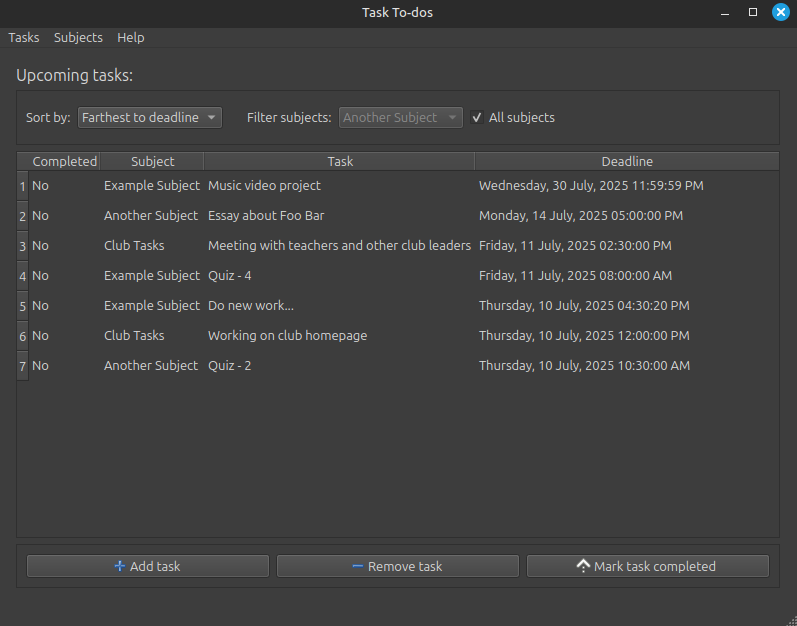 Task To-dos
Tasks Subjects Help
Upcoming tasks:
Sort by: Farthest to deadline Filter subjects: Another Subject All subjects
Completed Subject Task Deadline
1 No Example Subject Music video project Wednesday, 30 July, 2025 11:59:59 PM
2 No Another Subject Essay about Foo Bar Monday, 14 July, 2025 05:00:00 PM
3 No Club Tasks Meeting with teachers and other club leaders Friday, 11 July, 2025 02:30:00 PM
4 No Example Subject Quiz - 4 Friday, 11 July, 2025 08:00:00 AM
5 No Example Subject Do new work... Thursday, 10 July, 2025 04:30:20 PM
6 No Club Tasks Working on club homepage Thursday, 10 July, 2025 12:00:00 PM
7 No Another Subject Quiz - 2 Thursday, 10 July, 2025 10:30:00 AM
Add task Remove task Mark task completed